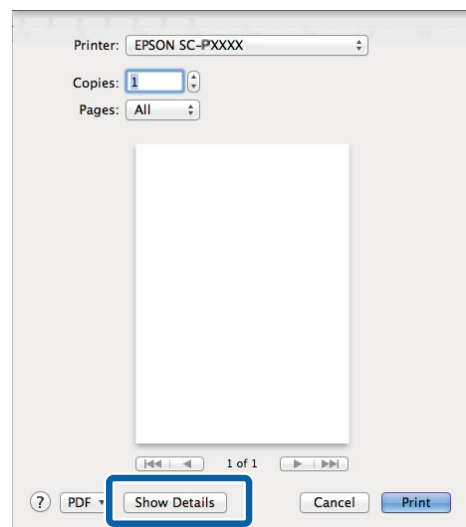 Printer: EPSON SC-PXXXX
Copies: 1
Pages: All
1 of 1
? PDF Show Details Cancel Print